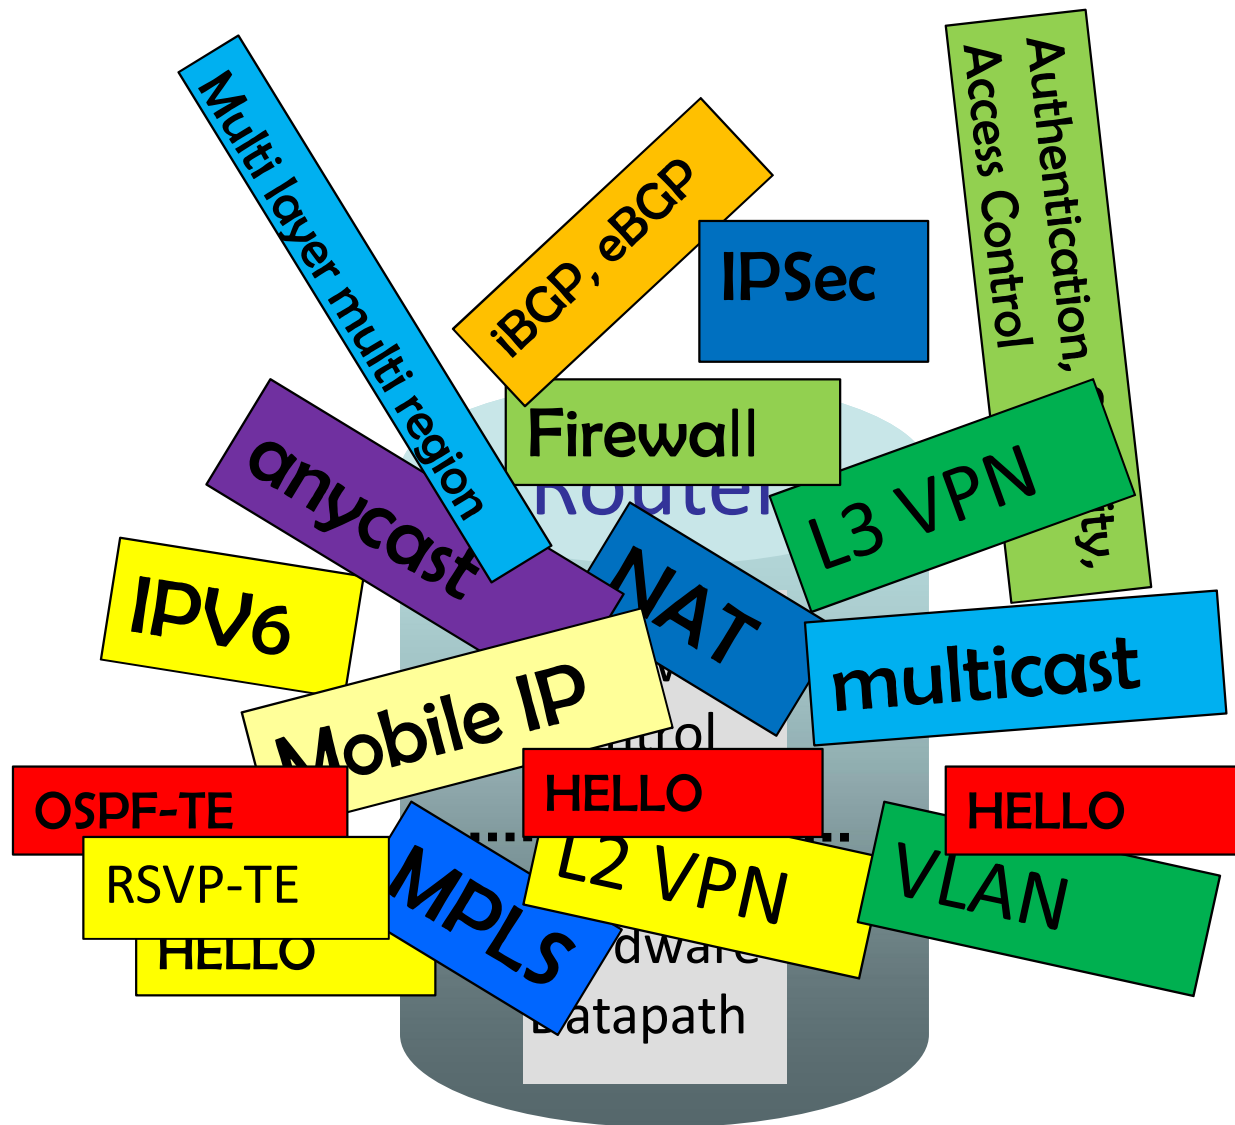 Multi layer multi region
iBGP, eBGP
IPSec
Authentication,
Access Control
Firewall
Router
anycast
L3 VPN
NAT
IPV6
multicast
Mobile IP
HELLO
OSPF-TE
HELLO
RSVP-TE
MPLS
L2 VPN
VLAN
HELLO
Datapath